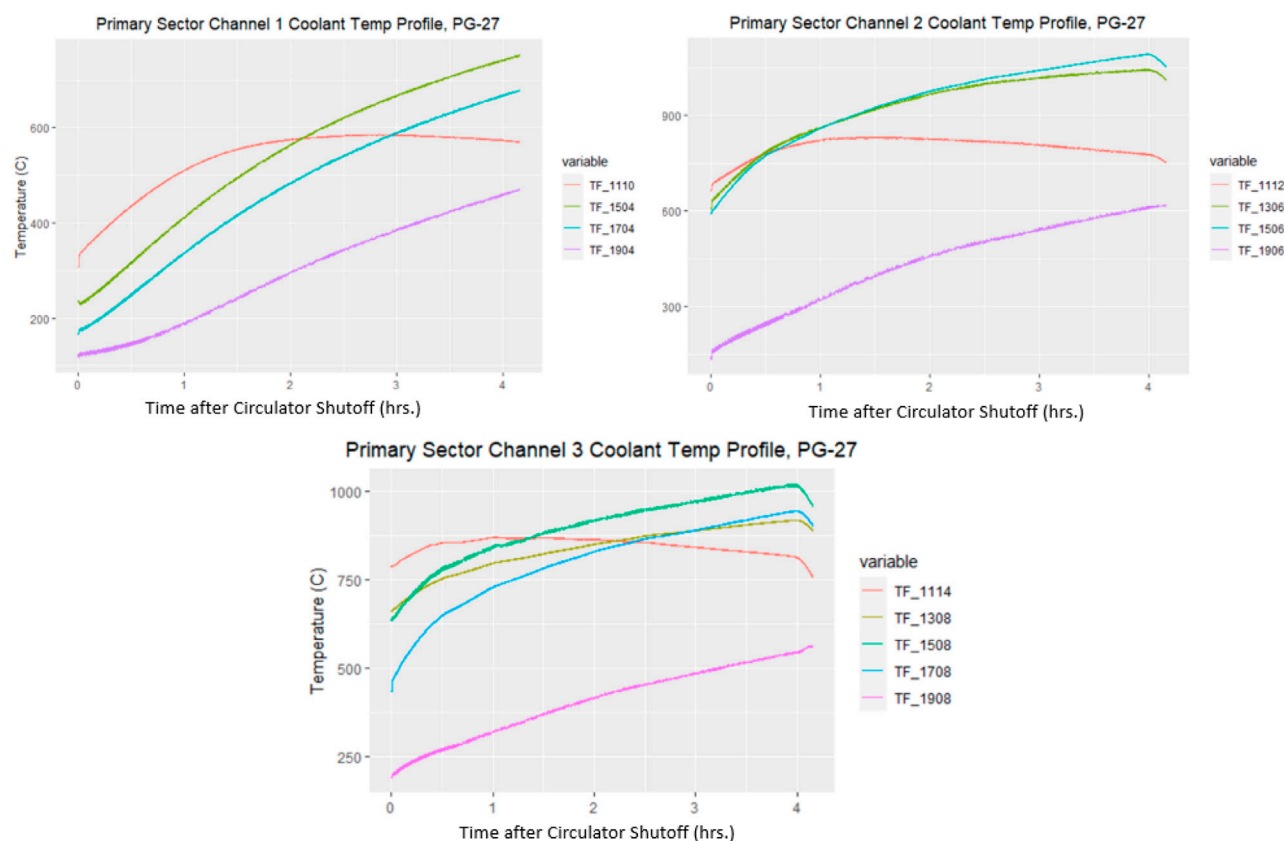 Primary Sector Channel 1 Coolant Temp Profile, PG-27
Temperature (C)
600
400
200
0 1 2 3 4
Time after Circulator Shutoff (hrs.)
variable
TF_1110
TF_1504
TF_1704
TF_1904
Primary Sector Channel 2 Coolant Temp Profile, PG-27
900
600
300
0 1 2 3 4
Time after Circulator Shutoff (hrs.)
variable
TF_1112
TF_1306
TF_1506
TF_1906
Primary Sector Channel 3 Coolant Temp Profile, PG-27
Temperature (C)
1000
750
500
250
0 1 2 3 4
Time after Circulator Shutoff (hrs.)
variable
TF_1114
TF_1308
TF_1508
TF_1708
TF_1908